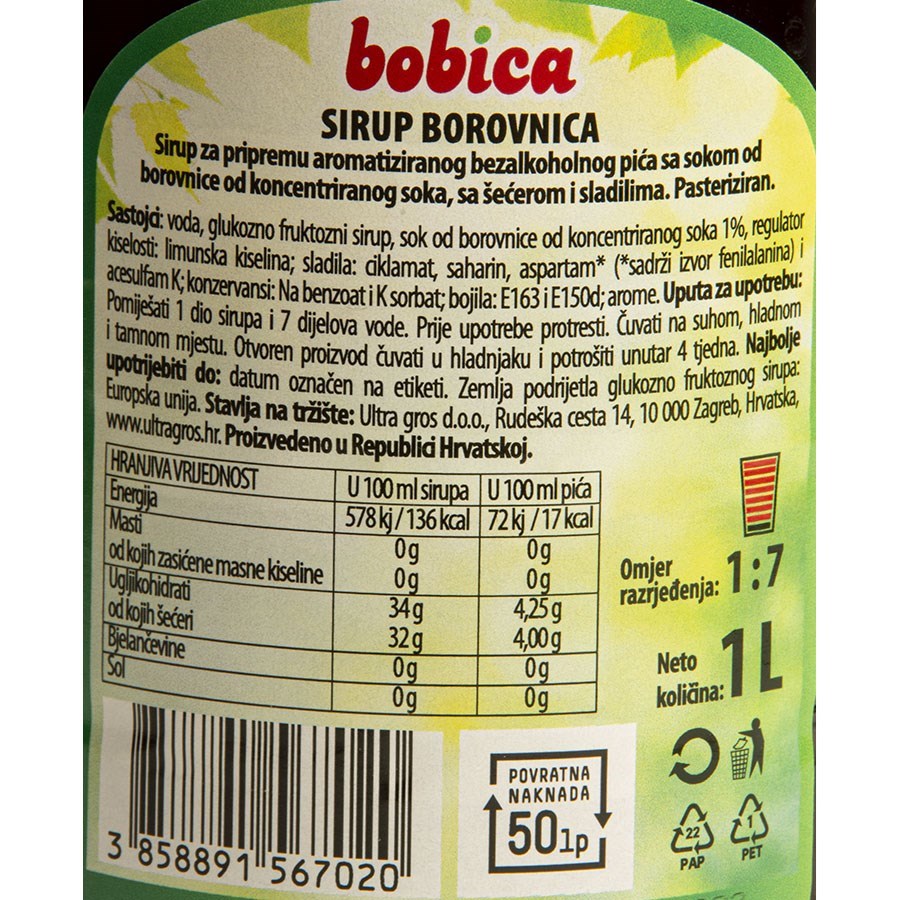 bobica
SIRUP BOROVNICA
Sirup za pripremu aromatiziranog bezalkoholnog pića sa sokom od
borovnice od koncentriranog soka, sa šećerom i sladilima. Pasteriziran.
Sastojci: voda, glukozno fruktozni sirup, sok od borovnice od koncentriranog soka 1%, regulator
kiselosti: limunska kiselina; sladila: ciklamat, saharin, aspartam* (*sadrži izvor fenilalanina) i
acesulfam K; konzervansi: Na benzoat i K sorbat; bojila: E163 i E150d; arome. Uputa za upotrebu:
Pomiješati 1 dio sirupa i 7 dijelova vode. Prije upotrebe protresti. Čuvati na suhom, hladnom
i tamnom mjestu. Otvoren proizvod čuvati u hladnjaku i potrošiti unutar 4 tjedna. Najbolje
upotrijebiti do: datum označen na etiketi. Zemlja podrijetla glukozno fruktoznog sirupa:
Europska unija. Stavlja na tržište: Ultra gros d.o.o., Rudeška cesta 14, 10 000 Zagreb, Hrvatska,
www.ultragros.hr. Proizvedeno u Republici Hrvatskoj.
HRANJIVA VRIJEDNOST U 100 ml sirupa U 100 ml pića
Energija 578 kj / 136 kcal 72 kj / 17 kcal
Masti 0 g 0 g
od kojih zasićene masne kiseline 0 g 0 g
Ugljikohidrati 34 g 4,25 g
od kojih šećeri 32 g 4,00 g
Bjelančevine 0 g 0 g
Sol 0 g 0 g
Omjer
razrjeđenja: 1:7
Neto
količina: 1L
POVRATNA
NAKNADA
50lp
22
PAP
1
PET
3 858891 567020